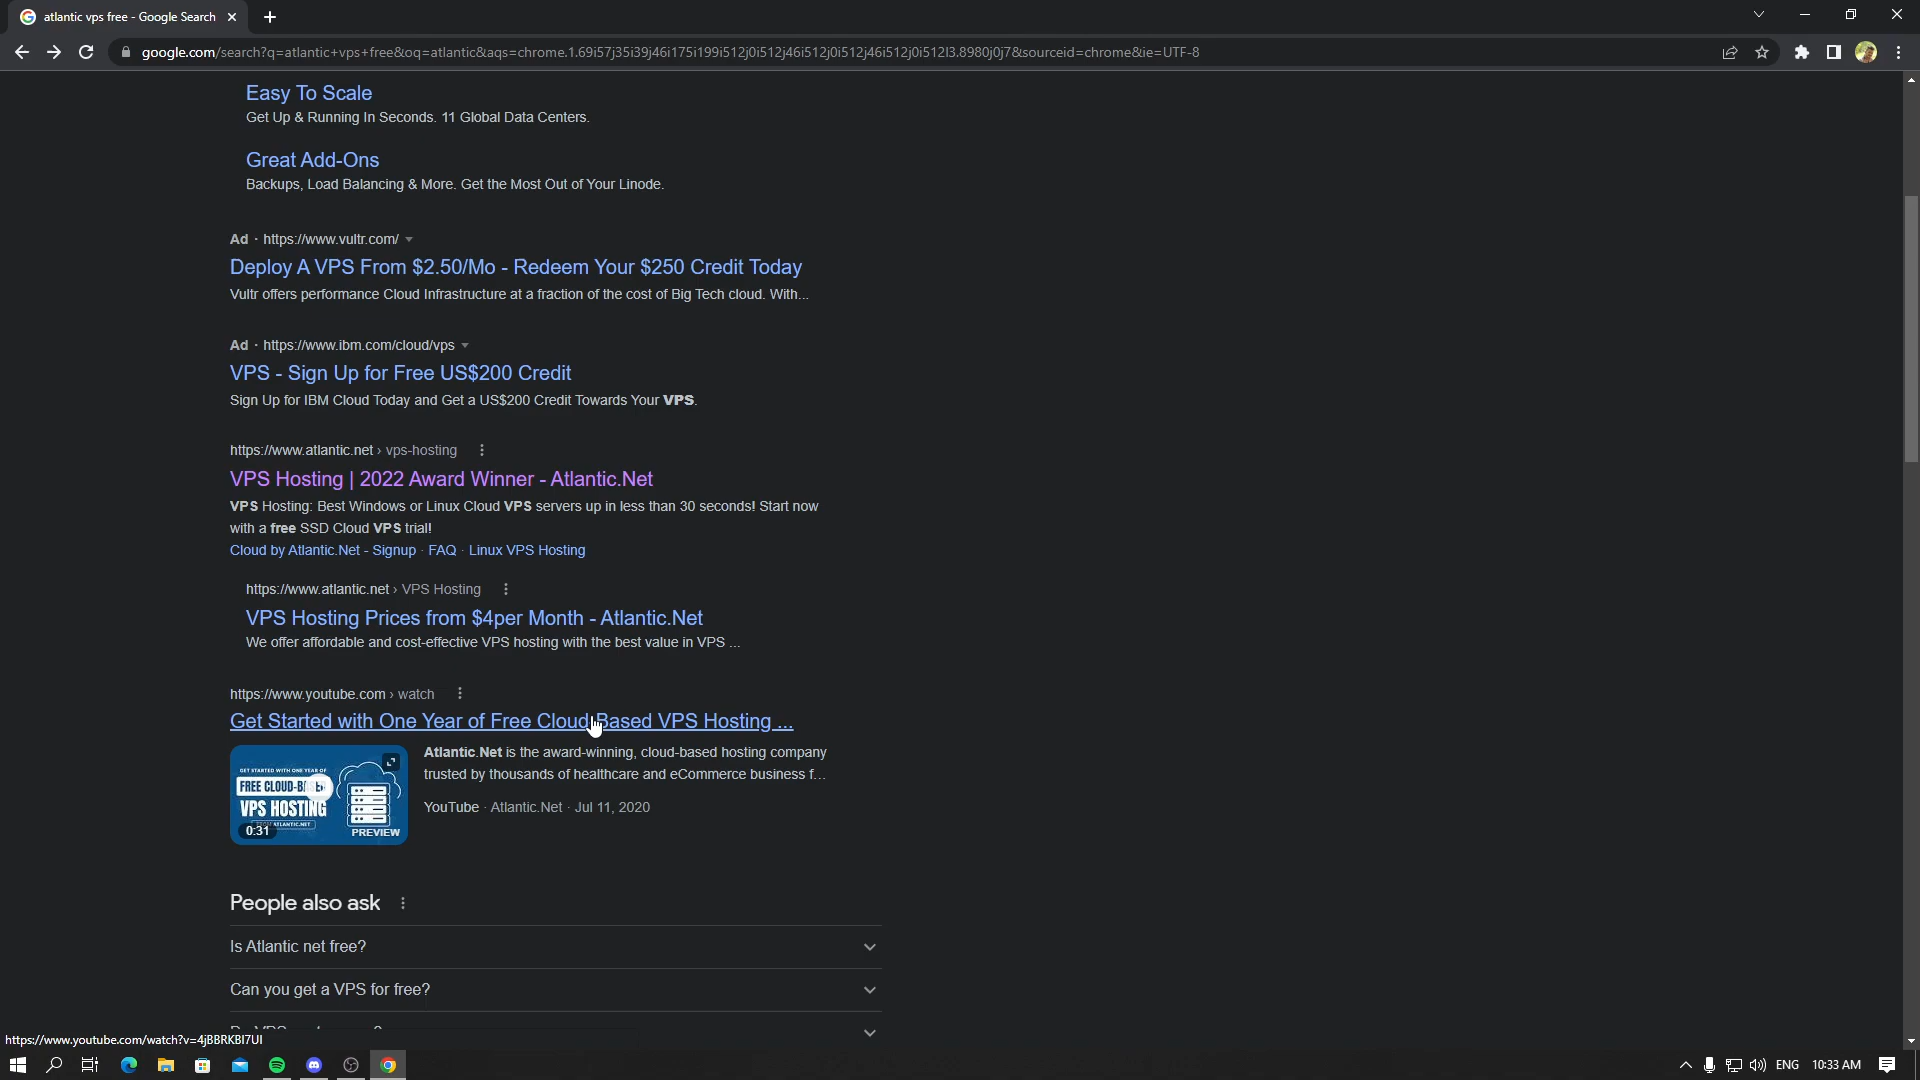 atlantic vps free - Google Search
google.com/search?q=atlantic+vps+free&oq=atlantic&aqs=chrome.1.69i57j35i39j46i175i199i512j0i512j46i512j0i512j46i512j0i512l3.8980j0j7&sourceid=chrome&ie=UTF-8
Easy To Scale
Get Up & Running In Seconds. 11 Global Data Centers.
Great Add-Ons
Backups, Load Balancing & More. Get the Most Out of Your Linode.
Ad · https://www.vultr.com/
Deploy A VPS From $2.50/Mo - Redeem Your $250 Credit Today
Vultr offers performance Cloud Infrastructure at a fraction of the cost of Big Tech cloud. With...
Ad · https://www.ibm.com/cloud/vps
VPS - Sign Up for Free US$200 Credit
Sign Up for IBM Cloud Today and Get a US$200 Credit Towards Your VPS.
https://www.atlantic.net › vps-hosting
VPS Hosting | 2022 Award Winner - Atlantic.Net
VPS Hosting: Best Windows or Linux Cloud VPS servers up in less than 30 seconds! Start now
with a free SSD Cloud VPS trial!
Cloud by Atlantic.Net - Signup · FAQ · Linux VPS Hosting
https://www.atlantic.net › VPS Hosting
VPS Hosting Prices from $4per Month - Atlantic.Net
We offer affordable and cost-effective VPS hosting with the best value in VPS ...
https://www.youtube.com › watch
Get Started with One Year of Free Cloud-Based VPS Hosting ...
GET STARTED WITH ONE YEAR OF
FREE CLOUD-BASED
VPS HOSTING
ATLANTIC.NET
0:31
PREVIEW
Atlantic.Net is the award-winning, cloud-based hosting company
trusted by thousands of healthcare and eCommerce business f...
YouTube · Atlantic.Net · Jul 11, 2020
People also ask
Is Atlantic net free?
Can you get a VPS for free?
https://www.youtube.com/watch?v=4jBBRKBI7UI
ENG
10:33 AM